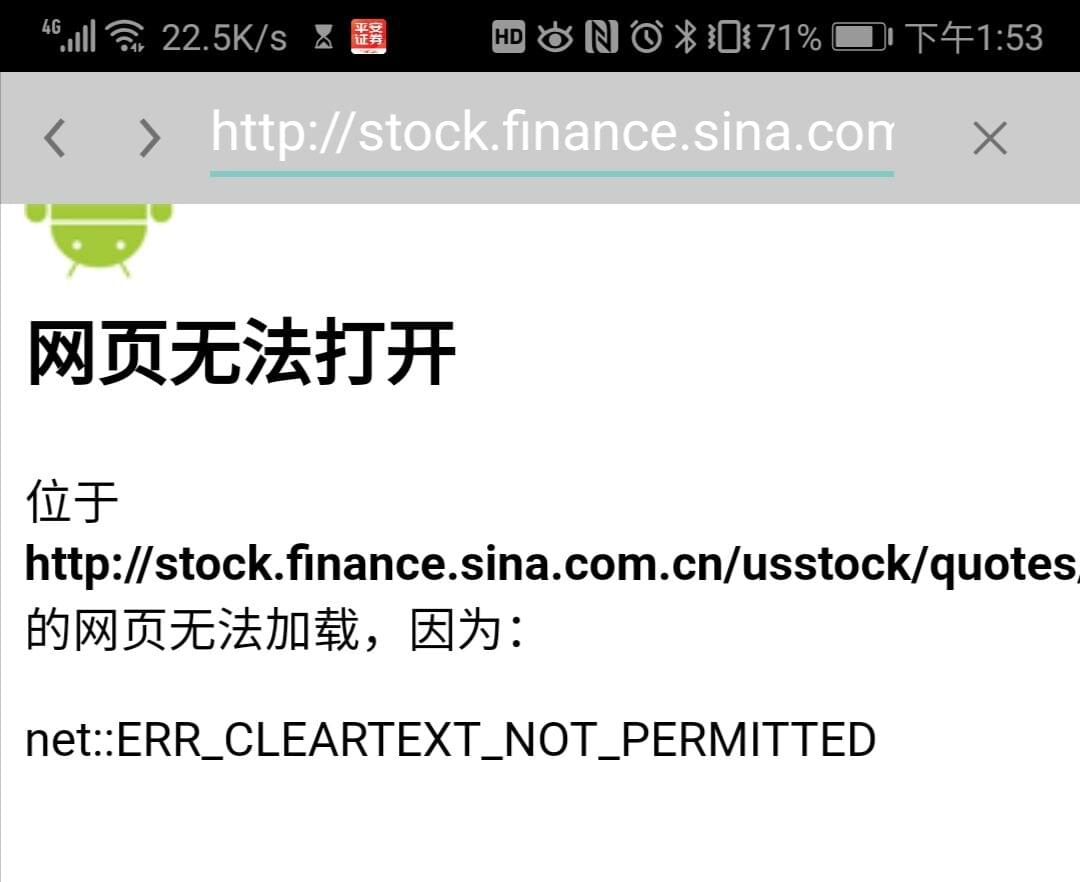 4G 22.5K/s 平安证券 HD 71% 下午1:53
http://stock.finance.sina.com
网页无法打开
位于
http://stock.finance.sina.com.cn/usstock/quotes/
的网页无法加载，因为：
net::ERR_CLEARTEXT_NOT_PERMITTED